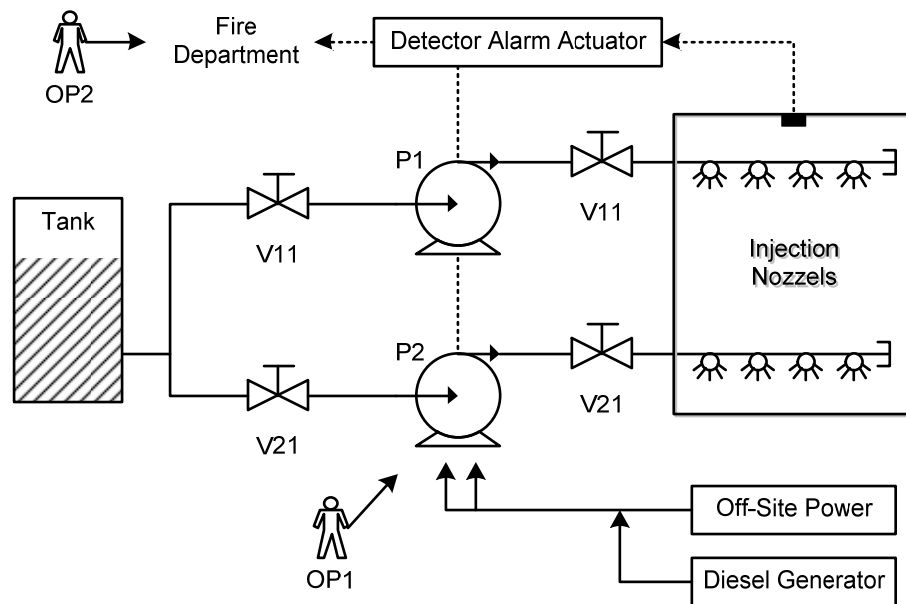 Fire
Department
Detector Alarm Actuator
OP2
P1
Tank
V11
V11
Injection
Nozzels
P2
V21
V21
OP1
Off-Site Power
Diesel Generator